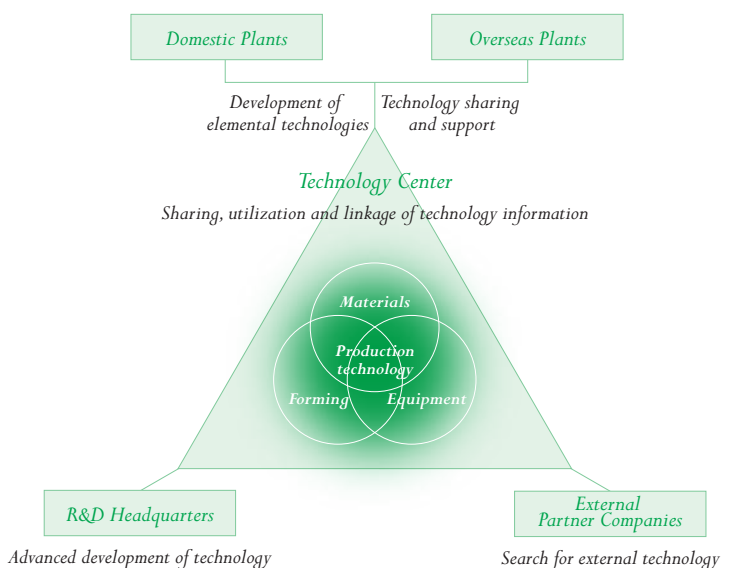 Domestic Plants
Overseas Plants
Development of
elemental technologies
Technology sharing
and support
Technology Center
Sharing, utilization and linkage of technology information
Materials
Production
technology
Forming
Equipment
R&D Headquarters
External
Partner Companies
Advanced development of technology
Search for external technology